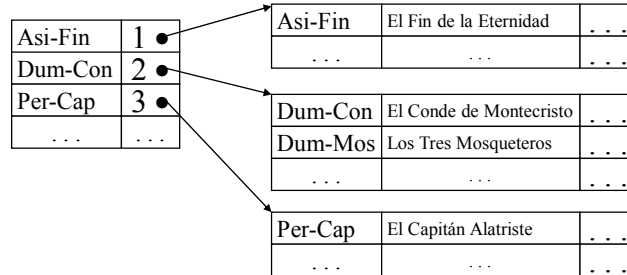 Asi-Fin 1
Dum-Con 2
Per-Cap 3
. . . . . .
Asi-Fin El Fin de la Eternidad . . .
. . . . . . . . .
Dum-Con El Conde de Montecristo . . .
Dum-Mos Los Tres Mosqueteros . . .
. . . . . . . . .
Per-Cap El Capitán Alatriste . . .
. . . . . . . . .